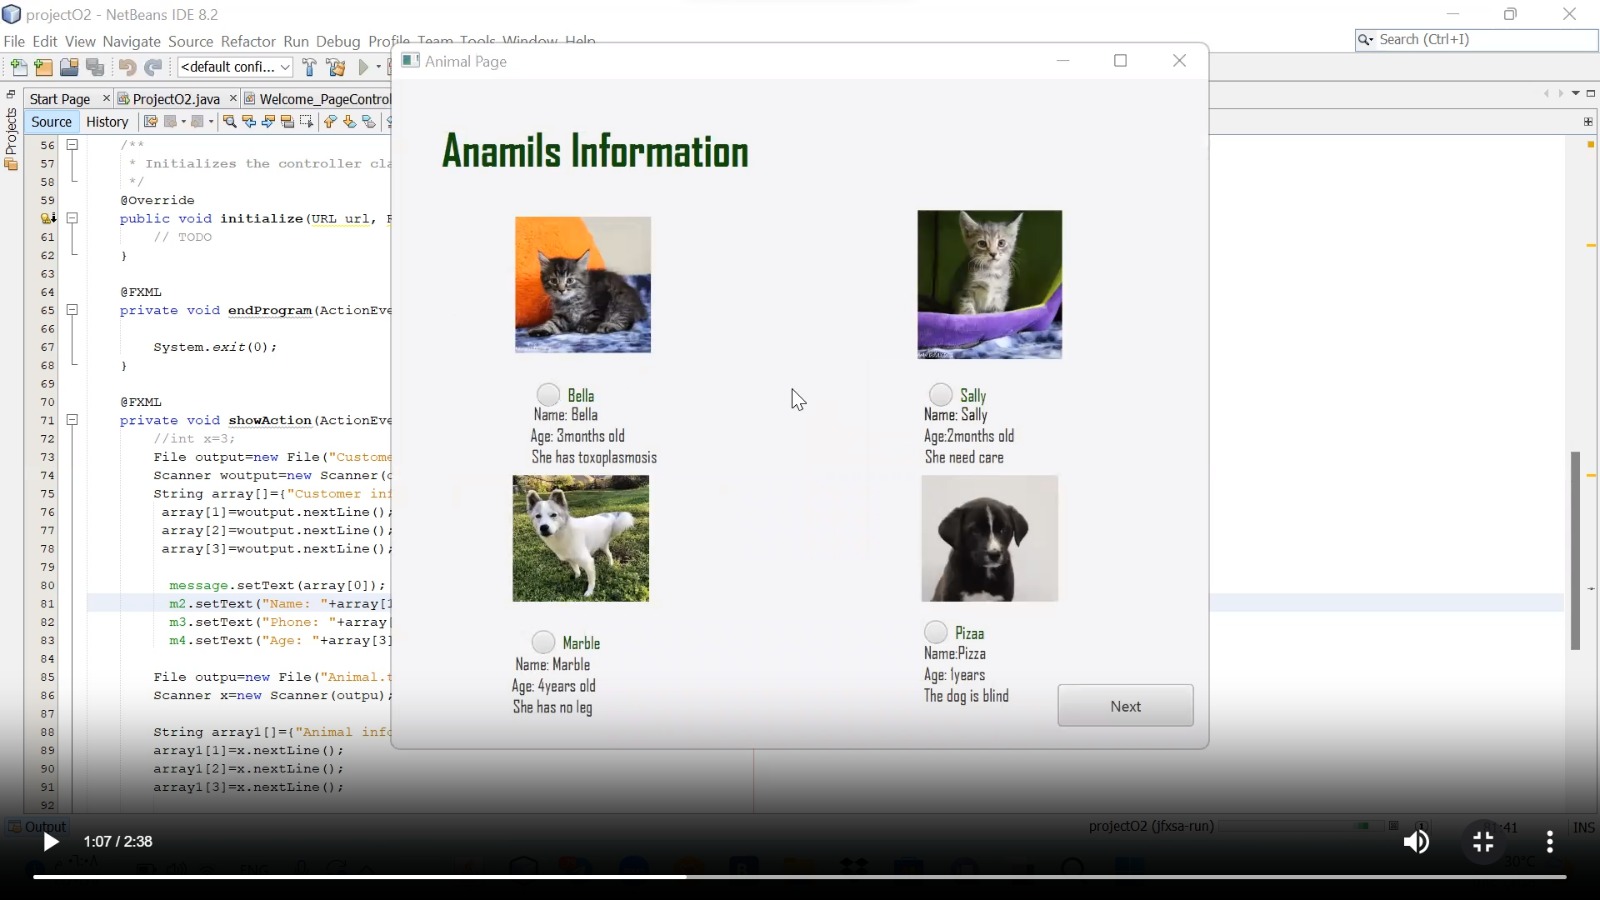 projectO2 - NetBeans IDE 8.2
File Edit View Navigate Source Refactor Run Debug Profile Team Tools Window Help
Search (Ctrl+I)
<default confi...
Animal Page
Start Page
ProjectO2.java
Welcome_PageControl
Source History
Projects
56 /**
57 * Initializes the controller cla
58 */
59 @Override
public void initialize(URL url, R
61 // TODO
62 }
63
64 @FXML
65 private void endProgram(ActionEve
66
67 System.exit(0);
68 }
69
70 @FXML
71 private void showAction(ActionEve
72 //int x=3;
73 File output=new File("Custome
74 Scanner woutput=new Scanner(o
75 String array[]={"Customer inf
76 array[1]=woutput.nextLine();
77 array[2]=woutput.nextLine();
78 array[3]=woutput.nextLine();
79
80 message.setText(array[0]);
81 m2.setText("Name: "+array[1
82 m3.setText("Phone: "+array[
83 m4.setText("Age: "+array[3]
84
85 File outpu=new File("Animal.t
86 Scanner x=new Scanner(outpu);
87
88 String array1[]={"Animal info
89 array1[1]=x.nextLine();
90 array1[2]=x.nextLine();
91 array1[3]=x.nextLine();
92
Anamils Information
Bella
Name: Bella
Age: 3months old
She has toxoplasmosis
Sally
Name: Sally
Age:2months old
She need care
Marble
Name: Marble
Age: 4years old
She has no leg
Pizaa
Name:Pizza
Age: 1years
The dog is blind
Next
Output
projectO2 (jfxsa-run)
INS
1:07 / 2:38